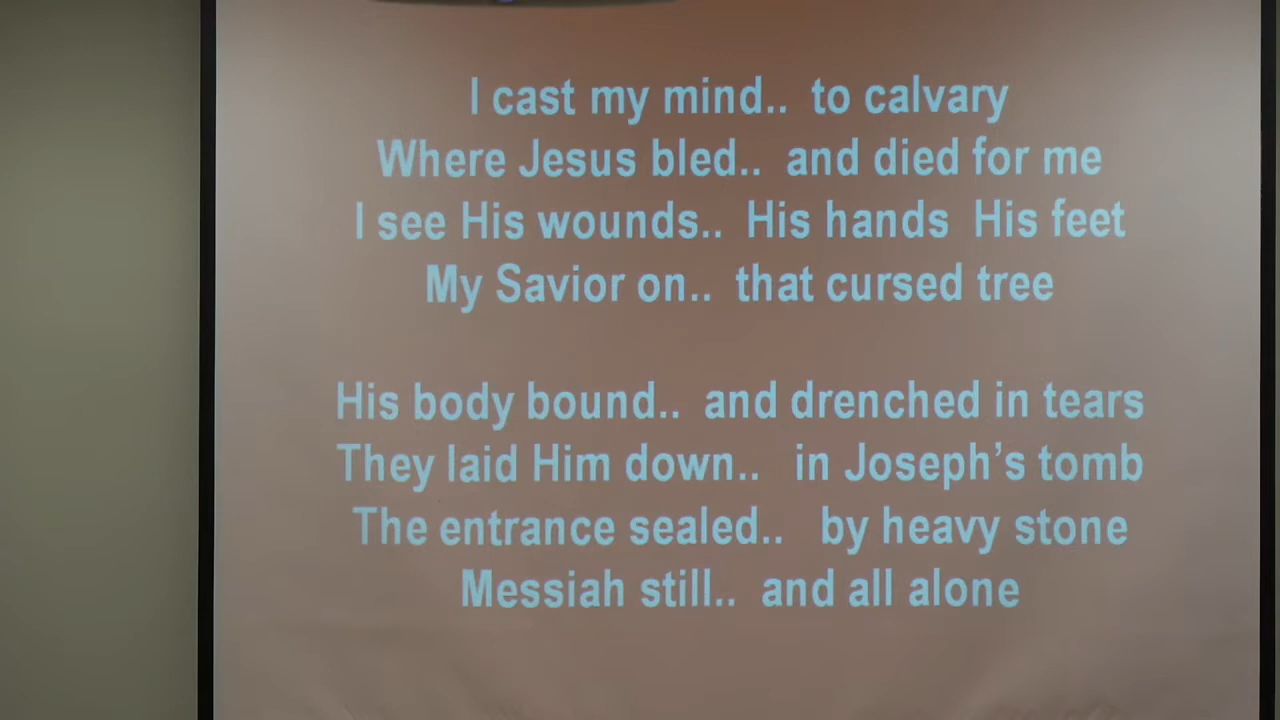 I cast my mind.. to calvary
Where Jesus bled.. and died for me
I see His wounds.. His hands His feet
My Savior on.. that cursed tree
His body bound.. and drenched in tears
They laid Him down.. in Joseph's tomb
The entrance sealed.. by heavy stone
Messiah still.. and all alone